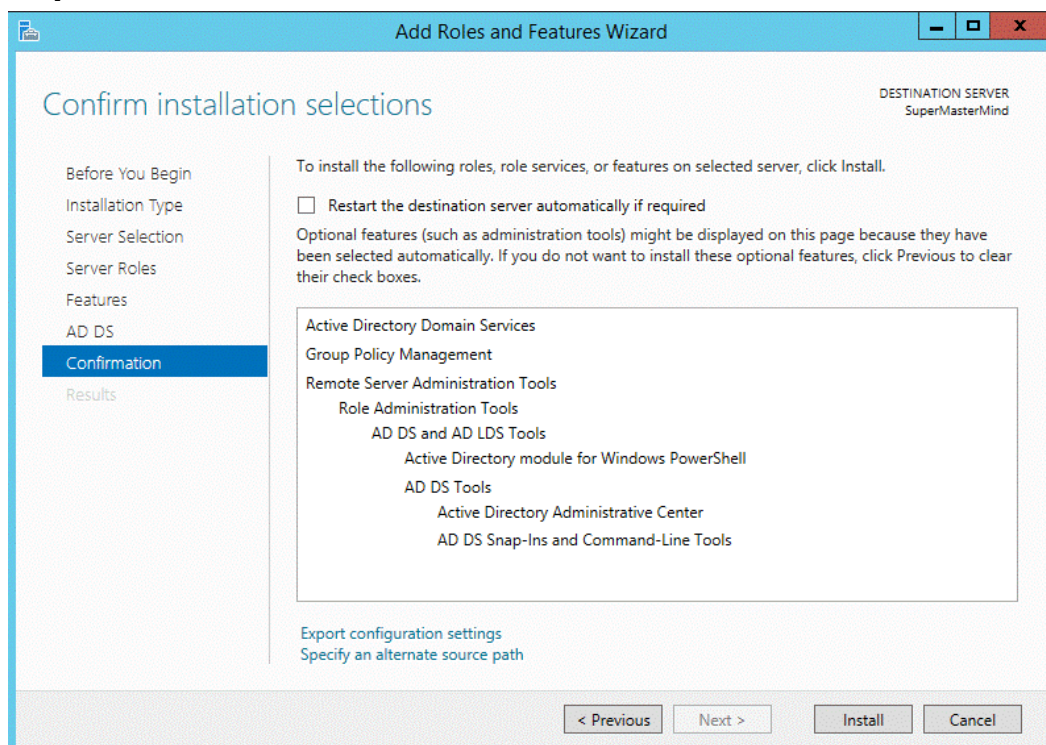 Add Roles and Features Wizard
Confirm installation selections
DESTINATION SERVER
SuperMasterMind
Before You Begin
Installation Type
Server Selection
Server Roles
Features
AD DS
Confirmation
Results
To install the following roles, role services, or features on selected server, click Install.
Restart the destination server automatically if required
Optional features (such as administration tools) might be displayed on this page because they have
been selected automatically. If you do not want to install these optional features, click Previous to clear
their check boxes.
Active Directory Domain Services
Group Policy Management
Remote Server Administration Tools
Role Administration Tools
AD DS and AD LDS Tools
Active Directory module for Windows PowerShell
AD DS Tools
Active Directory Administrative Center
AD DS Snap-Ins and Command-Line Tools
Export configuration settings
Specify an alternate source path
< Previous
Next >
Install
Cancel